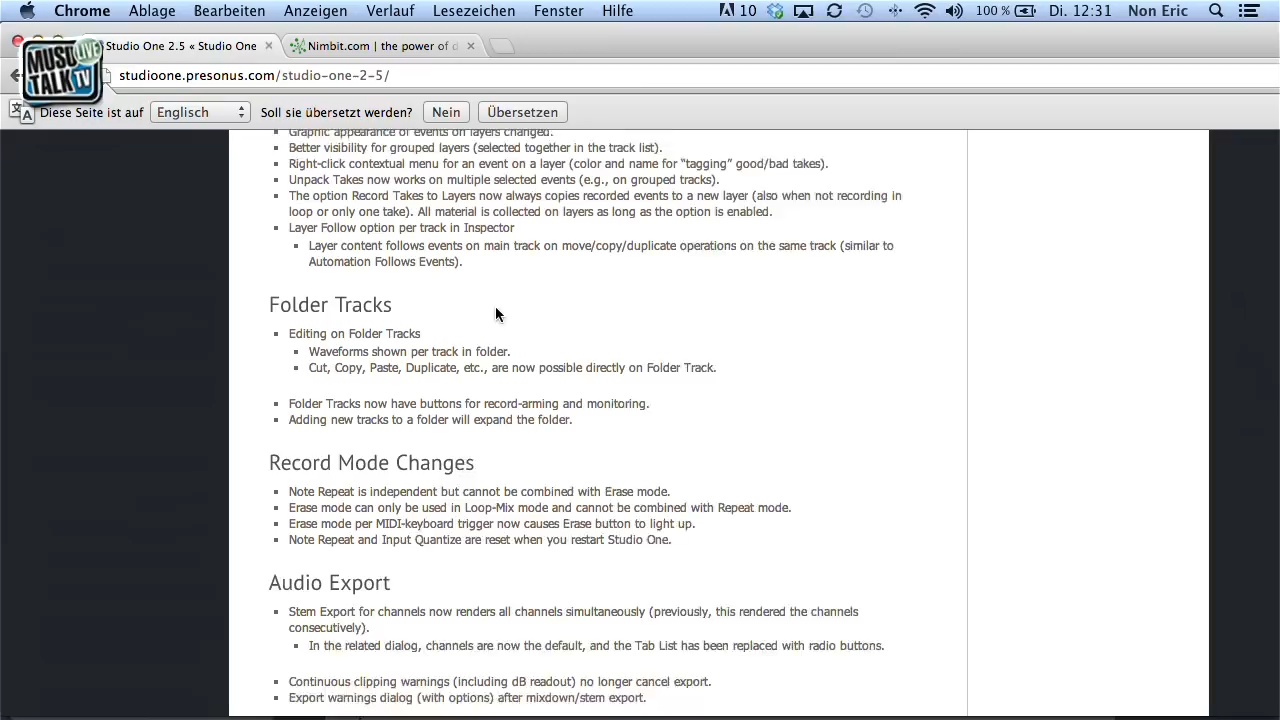 Chrome Ablage Bearbeiten Anzeigen Verlauf Lesezeichen Fenster Hilfe 10 100 % Di. 12:31 Non Eric
Studio One 2.5 « Studio One × Nimbit.com | the power of d ×
MUSO LIVE TALK TV
studioone.presonus.com/studio-one-2-5/
Diese Seite ist auf Englisch Soll sie übersetzt werden? Nein Übersetzen
Graphic appearance of events on layers changed.
Better visibility for grouped layers (selected together in the track list).
Right-click contextual menu for an event on a layer (color and name for “tagging” good/bad takes).
Unpack Takes now works on multiple selected events (e.g., on grouped tracks).
The option Record Takes to Layers now always copies recorded events to a new layer (also when not recording in
loop or only one take). All material is collected on layers as long as the option is enabled.
Layer Follow option per track in Inspector
Layer content follows events on main track on move/copy/duplicate operations on the same track (similar to
Automation Follows Events).
Folder Tracks
Editing on Folder Tracks
Waveforms shown per track in folder.
Cut, Copy, Paste, Duplicate, etc., are now possible directly on Folder Track.
Folder Tracks now have buttons for record-arming and monitoring.
Adding new tracks to a folder will expand the folder.
Record Mode Changes
Note Repeat is independent but cannot be combined with Erase mode.
Erase mode can only be used in Loop-Mix mode and cannot be combined with Repeat mode.
Erase mode per MIDI-keyboard trigger now causes Erase button to light up.
Note Repeat and Input Quantize are reset when you restart Studio One.
Audio Export
Stem Export for channels now renders all channels simultaneously (previously, this rendered the channels
consecutively).
In the related dialog, channels are now the default, and the Tab List has been replaced with radio buttons.
Continuous clipping warnings (including dB readout) no longer cancel export.
Export warnings dialog (with options) after mixdown/stem export.